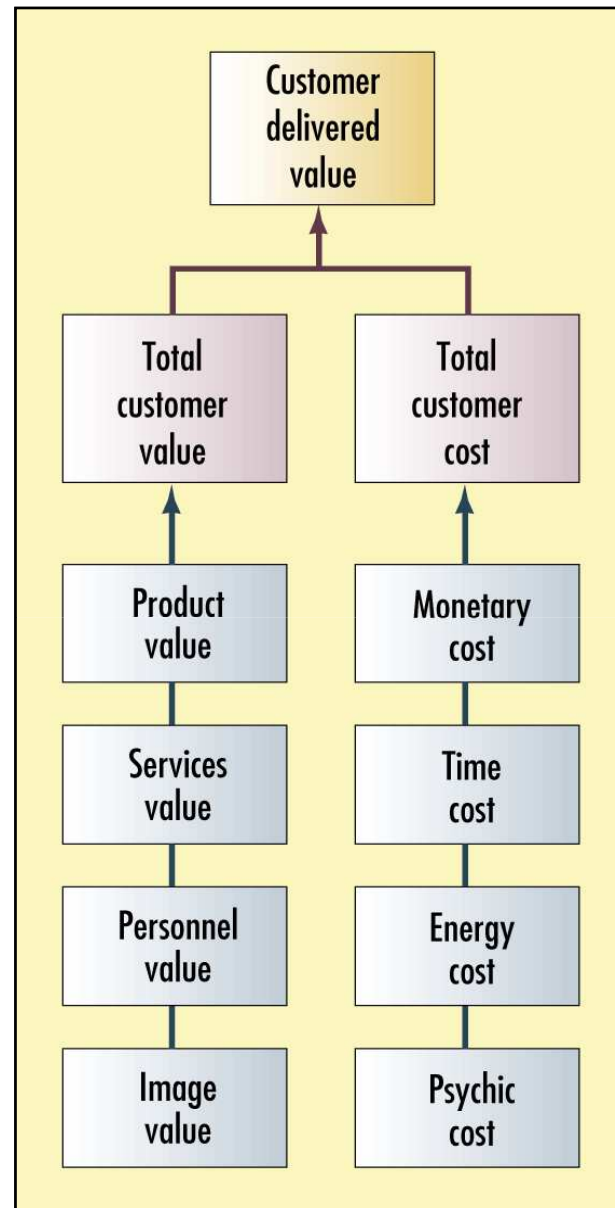 Customer
delivered
value
Total
customer
value
Total
customer
cost
Product
value
Monetary
cost
Services
value
Time
cost
Personnel
value
Energy
cost
Image
value
Psychic
cost